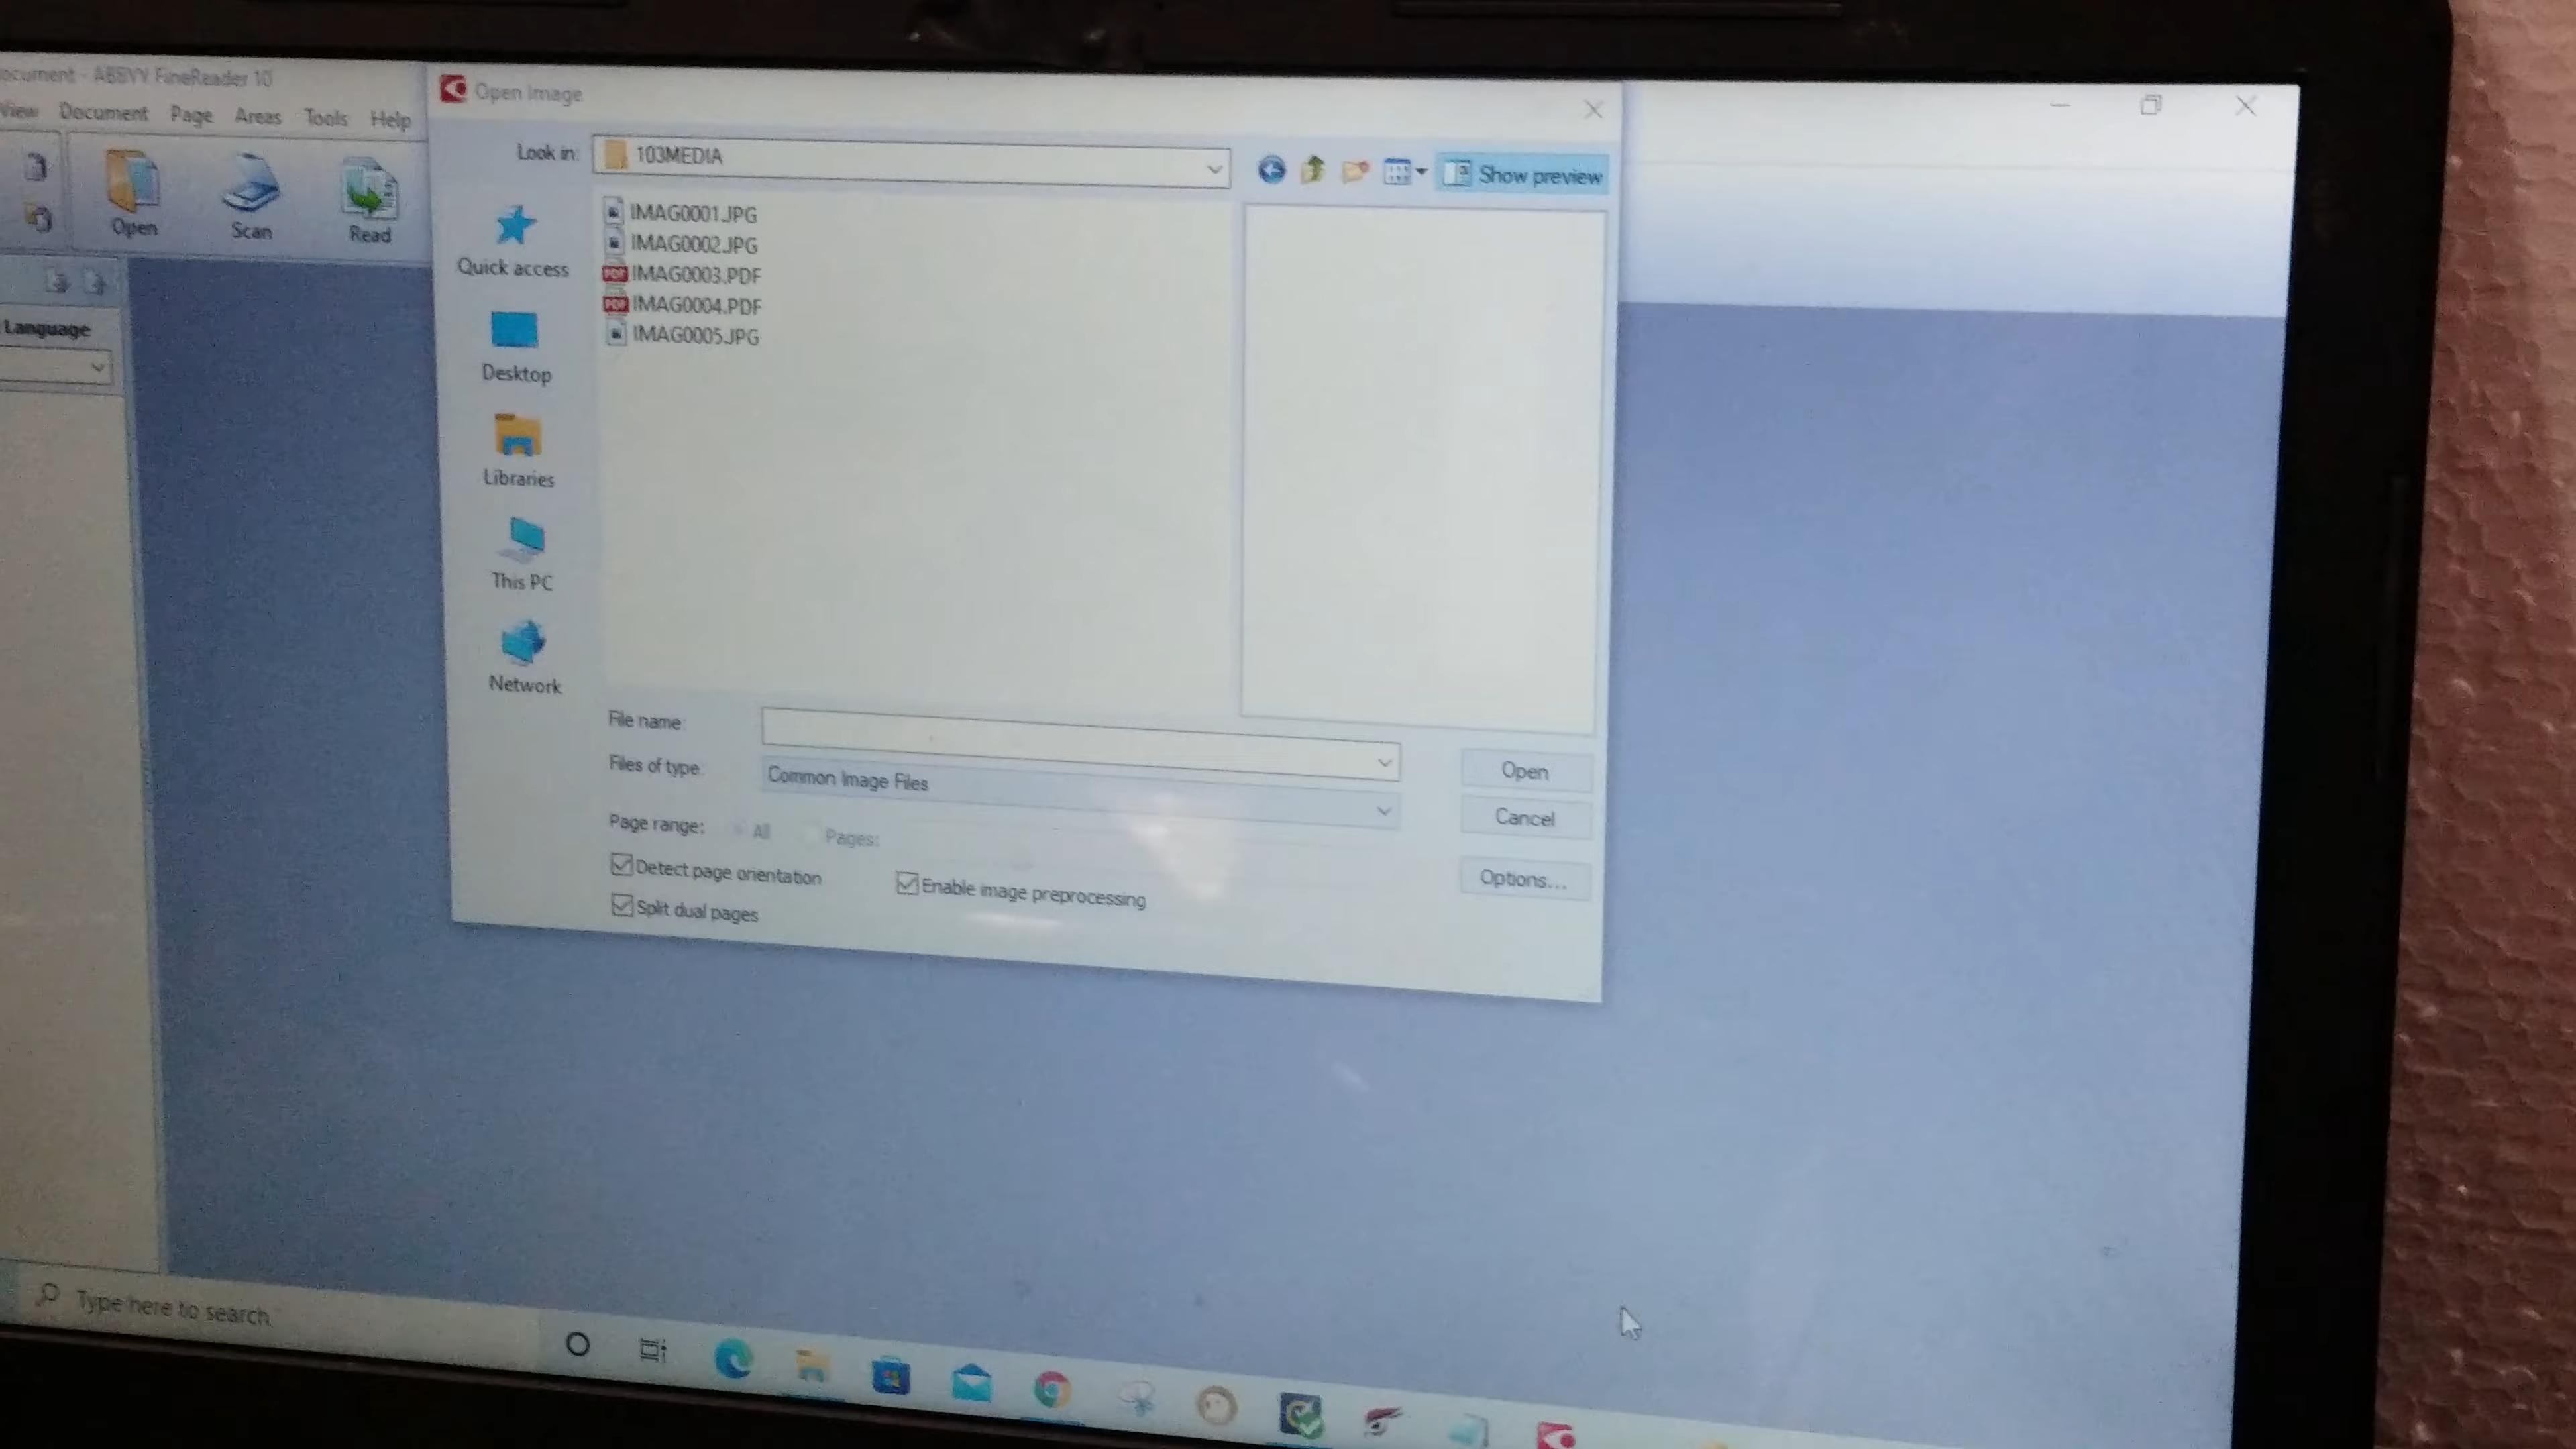 ocument - ABBYY FineReader 10
View Document Page Areas Tools Help
Open Scan Read
Language
Open Image
Look in: 103MEDIA
Show preview
Quick access
Desktop
Libraries
This PC
Network
IMAG0001.JPG
IMAG0002.JPG
PDF IMAG0003.PDF
PDF IMAG0004.PDF
IMAG0005.JPG
File name:
Files of type: Common Image Files
Page range: All Pages:
Detect page orientation
Enable image preprocessing
Split dual pages
Open
Cancel
Options...
Type here to search